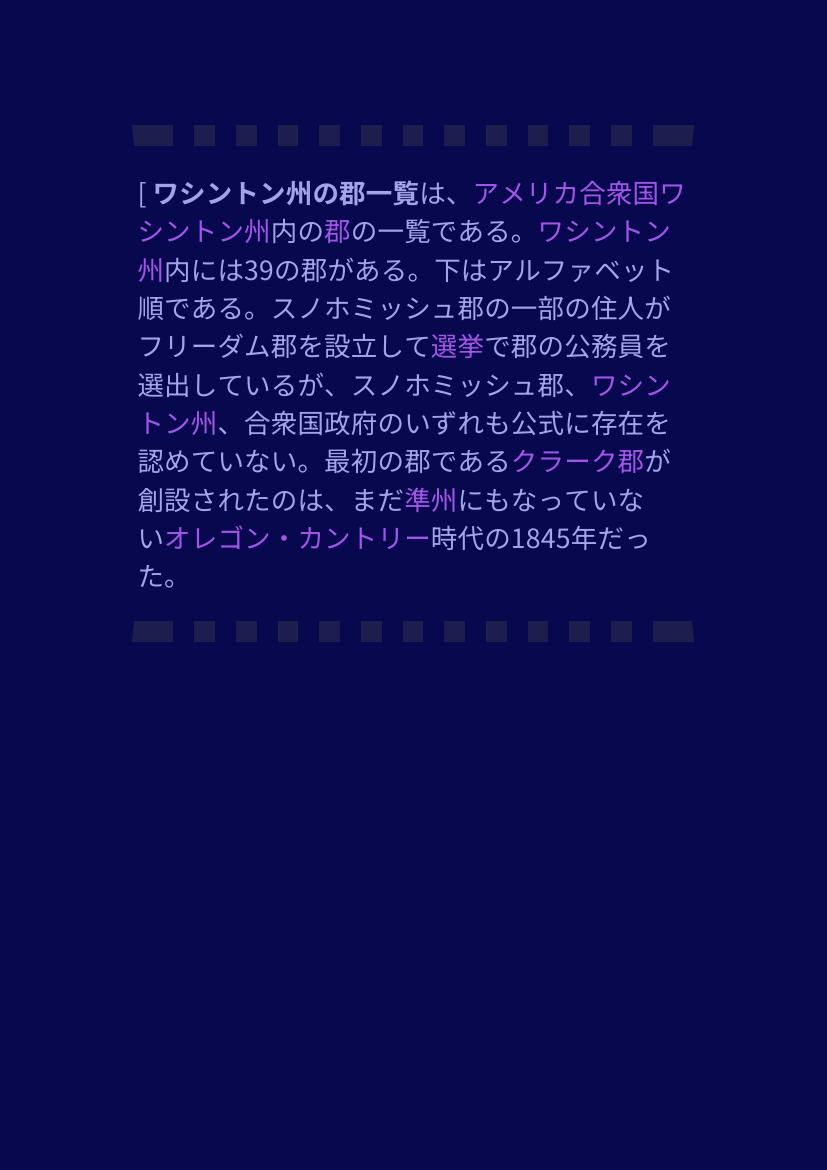 [ ワシントン州の郡一覧は、アメリカ合衆国ワ
シントン州内の郡の一覧である。ワシントン
州内には39の郡がある。下はアルファベット
順である。スノホミッシュ郡の一部の住人が
フリーダム郡を設立して選挙で郡の公務員を
選出しているが、スノホミッシュ郡、ワシン
トン州、合衆国政府のいずれも公式に存在を
認めていない。最初の郡であるクラーク郡が
創設されたのは、まだ準州にもなっていな
いオレゴン・カントリー時代の1845年だっ
た。